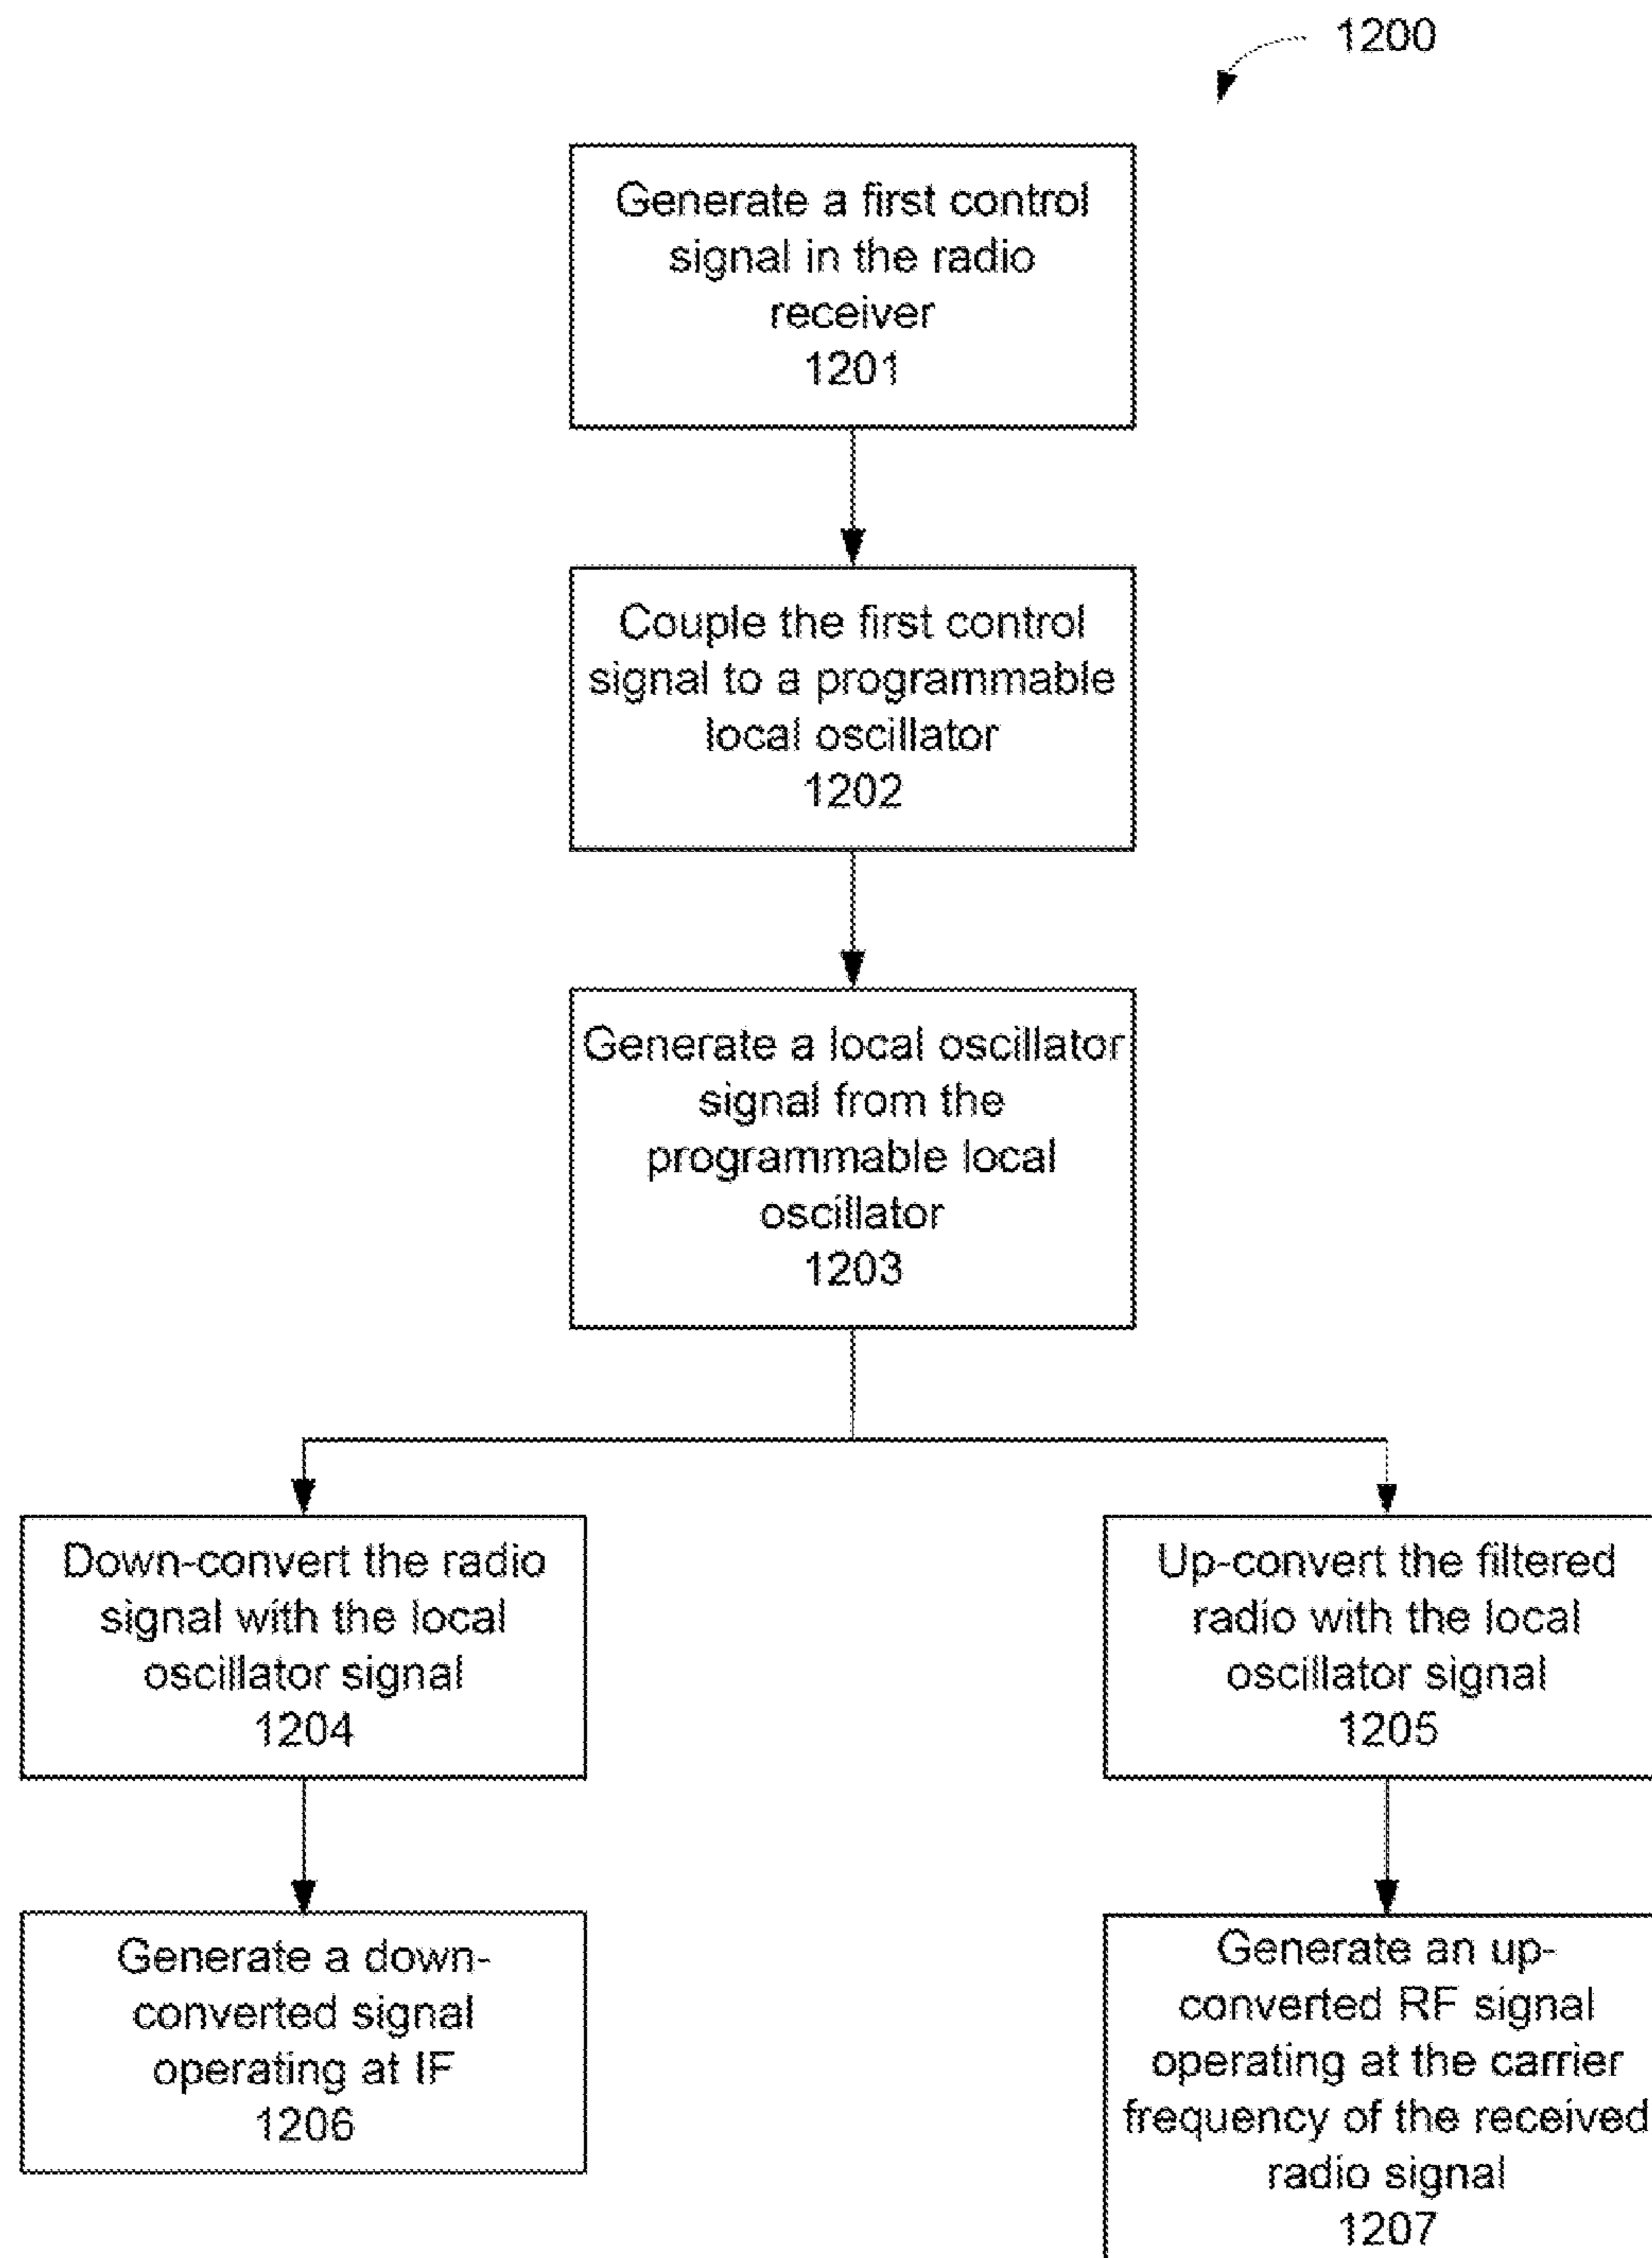 1200
Generate a first control
signal in the radio
receiver
1201
Couple the first control
signal to a programmable
local oscillator
1202
Generate a local oscillator
signal from the
programmable local
oscillator
1203
Down-convert the radio
signal with the local
oscillator signal
1204
Up-convert the filtered
radio with the local
oscillator signal
1205
Generate a down-
converted signal
operating at IF
1206
Generate an up-
converted RF signal
operating at the carrier
frequency of the received
radio signal
1207